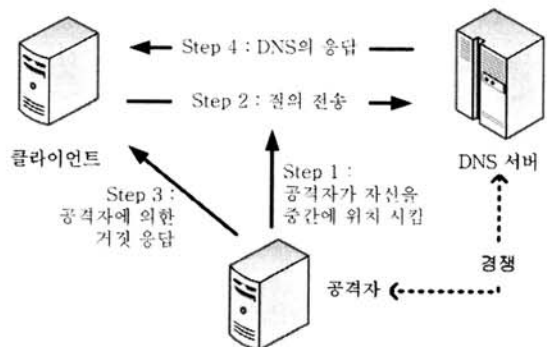 Step 4 : DNS의 응답
Step 2 : 질의 전송
클라이언트
DNS 서버
Step 3 :
공격자에 의한
거짓 응답
Step 1 :
공격자가 자신을
중간에 위치 시킴
경쟁
공격자